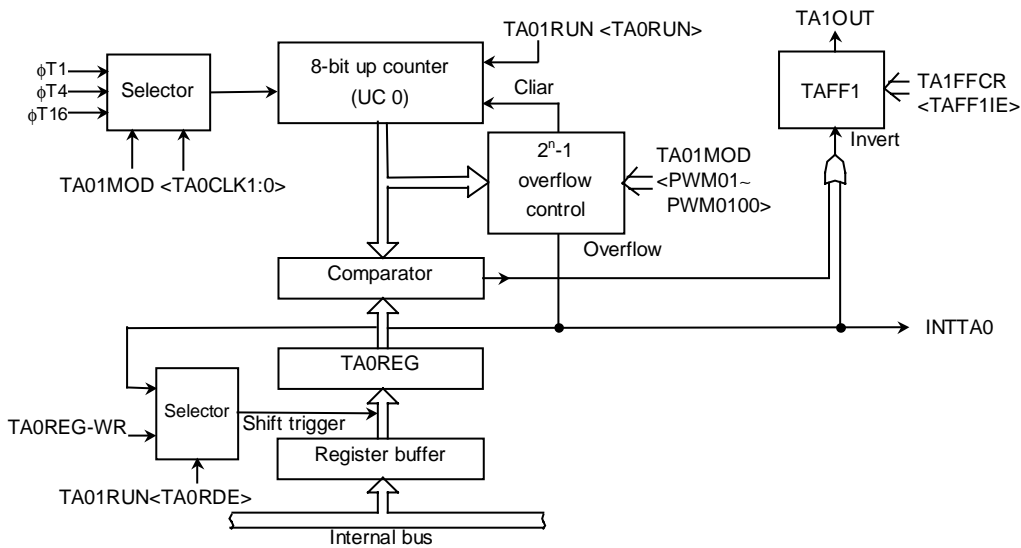 TA1OUT
TA01RUN <TA0RUN>
8-bit up counter
(UC 0)
ϕT1
ϕT4
ϕT16
Selector
TAFF1
TA1FFCR
<TAFF1IE>
Cliar
Invert
2ⁿ-1
overflow
control
TA01MOD
<PWM01~
PWM0100>
TA01MOD <TA0CLK1:0>
Overflow
Comparator
INTTA0
TA0REG
Selector
Shift trigger
TA0REG-WR
Register buffer
TA01RUN<TA0RDE>
Internal bus